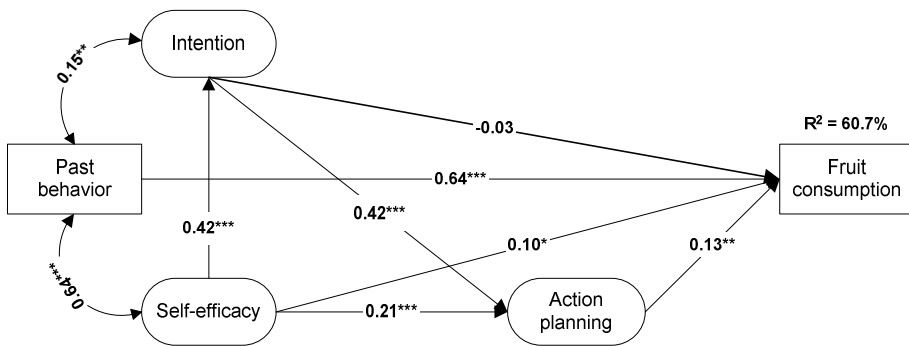 Intention
0.15**
-0.03
R² = 60.7%
Past
behavior
0.64***
Fruit
consumption
0.42***
0.42***
0.10*
0.13**
0.64***
Self-efficacy
0.21***
Action
planning